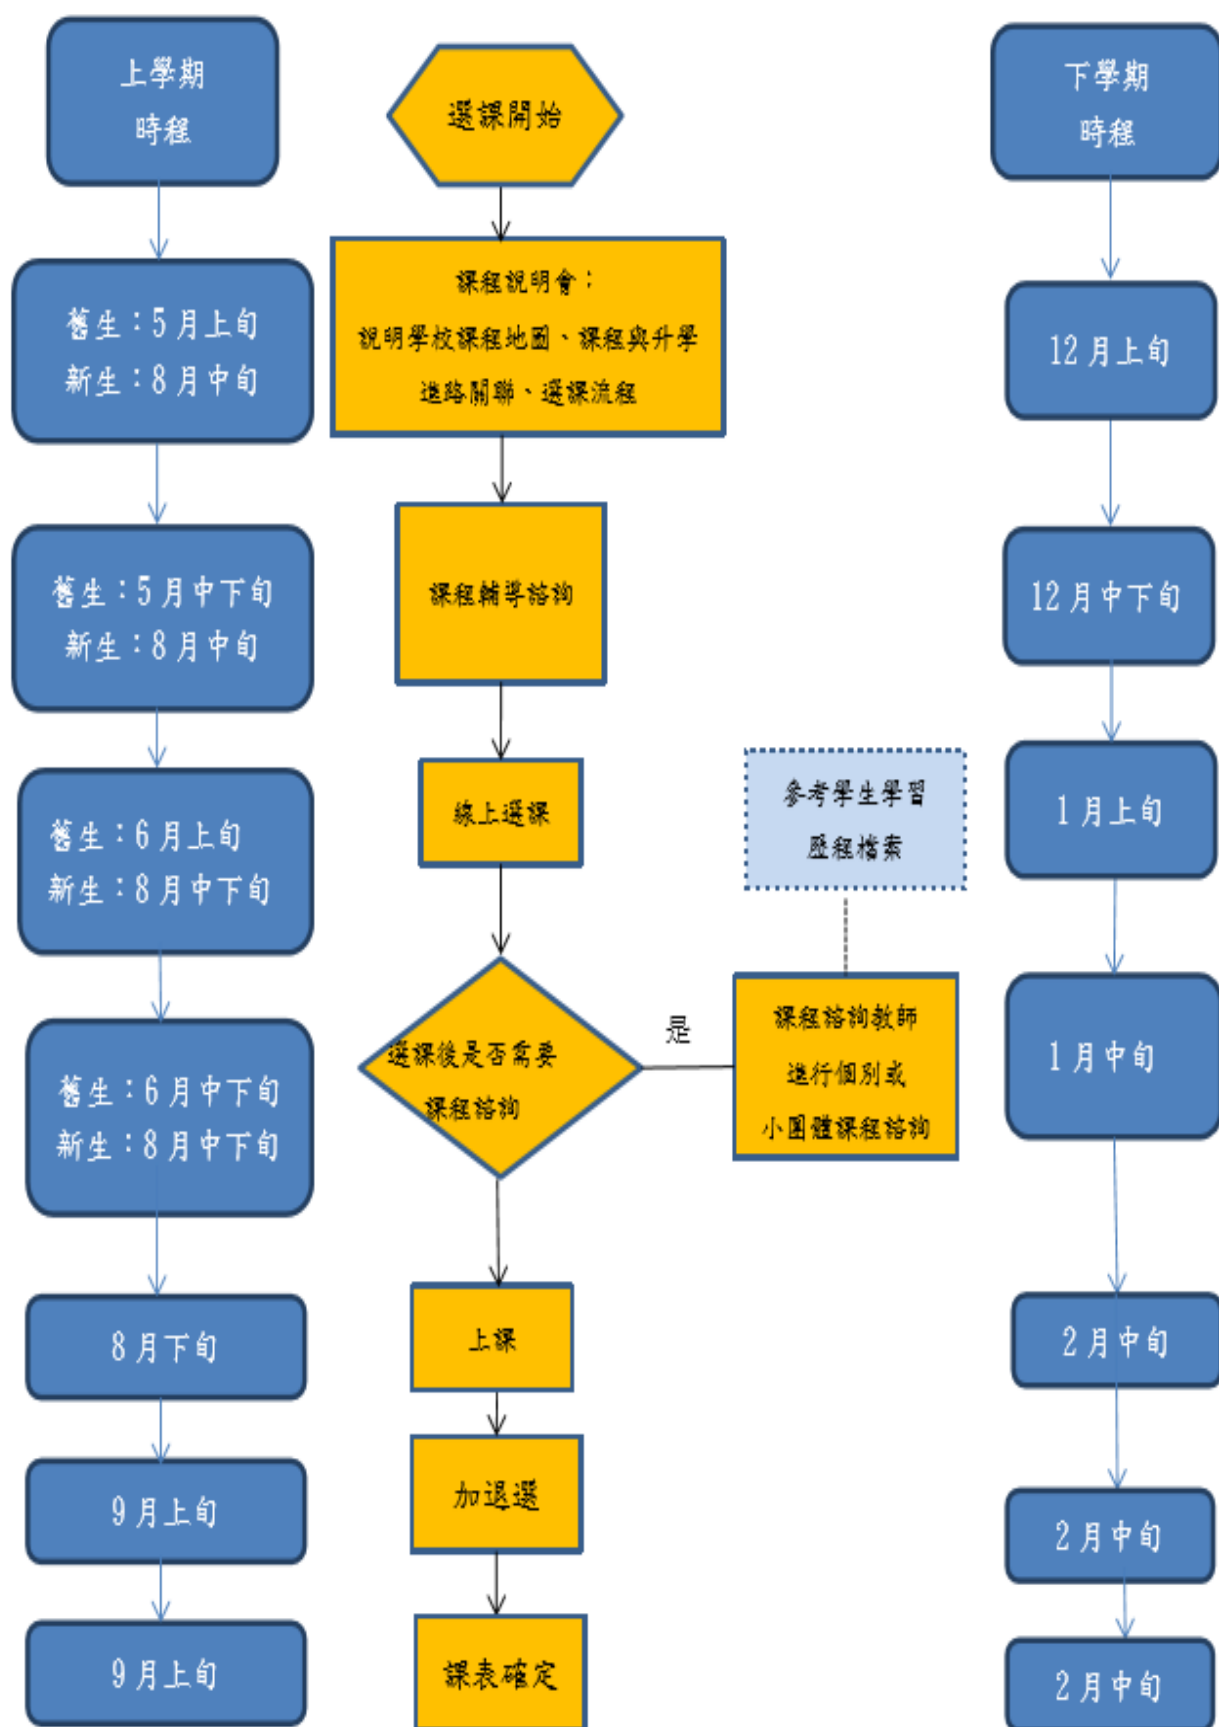 上學期
時程
選課開始
下學期
時程
課程說明會：
說明學校課程地圖、課程與升學
進路關聯、選課流程
舊生：5月上旬
新生：8月中旬
12月上旬
舊生：5月中下旬
新生：8月中旬
課程輔導諮詢
12月中下旬
舊生：6月上旬
新生：8月中下旬
線上選課
參考學生學習
歷程檔案
1月上旬
舊生：6月中下旬
新生：8月中下旬
選課後是否需要
課程諮詢
是
課程諮詢教師
進行個別或
小團體課程諮詢
1月中旬
8月下旬
上課
2月中旬
9月上旬
加退選
2月中旬
9月上旬
課表確定
2月中旬